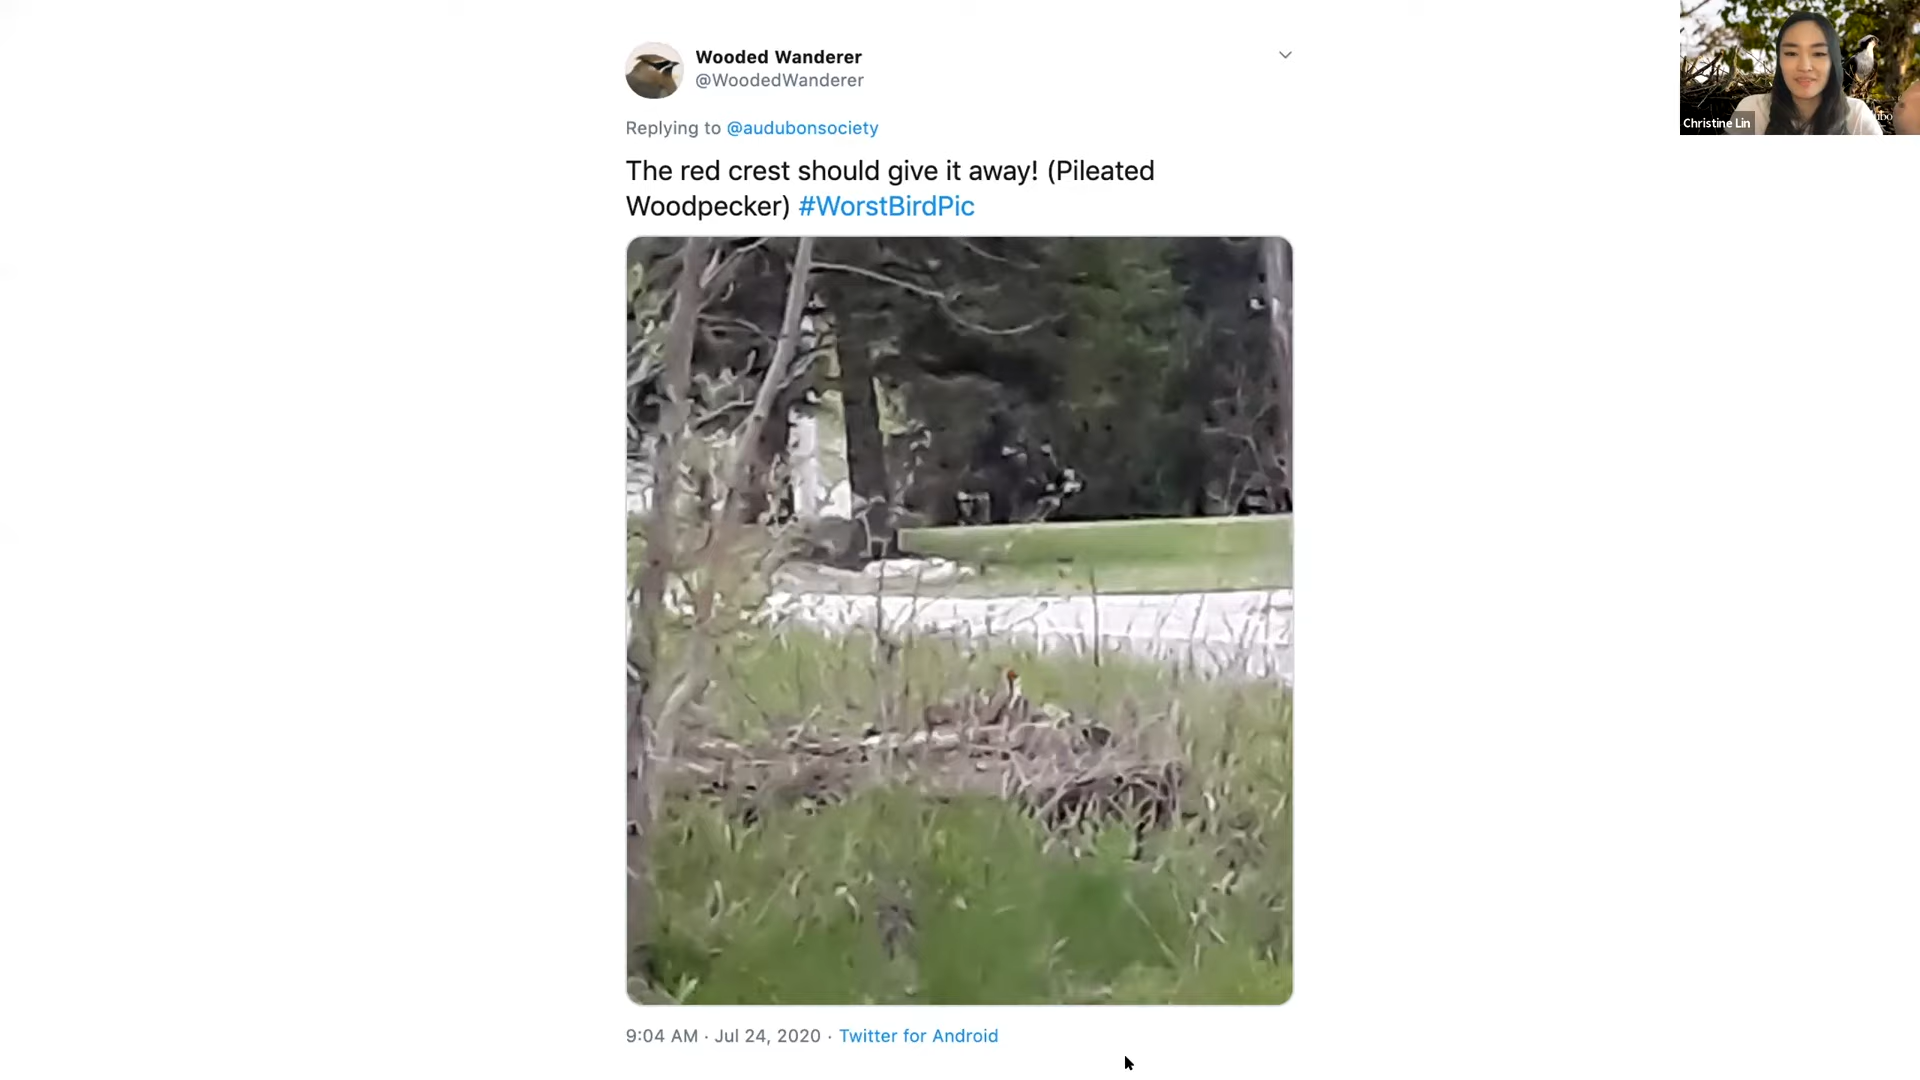 Wooded Wanderer
@WoodedWanderer
Replying to @audubonsociety
The red crest should give it away! (Pileated
Woodpecker) #WorstBirdPic
9:04 AM · Jul 24, 2020 · Twitter for Android
Christine Lin